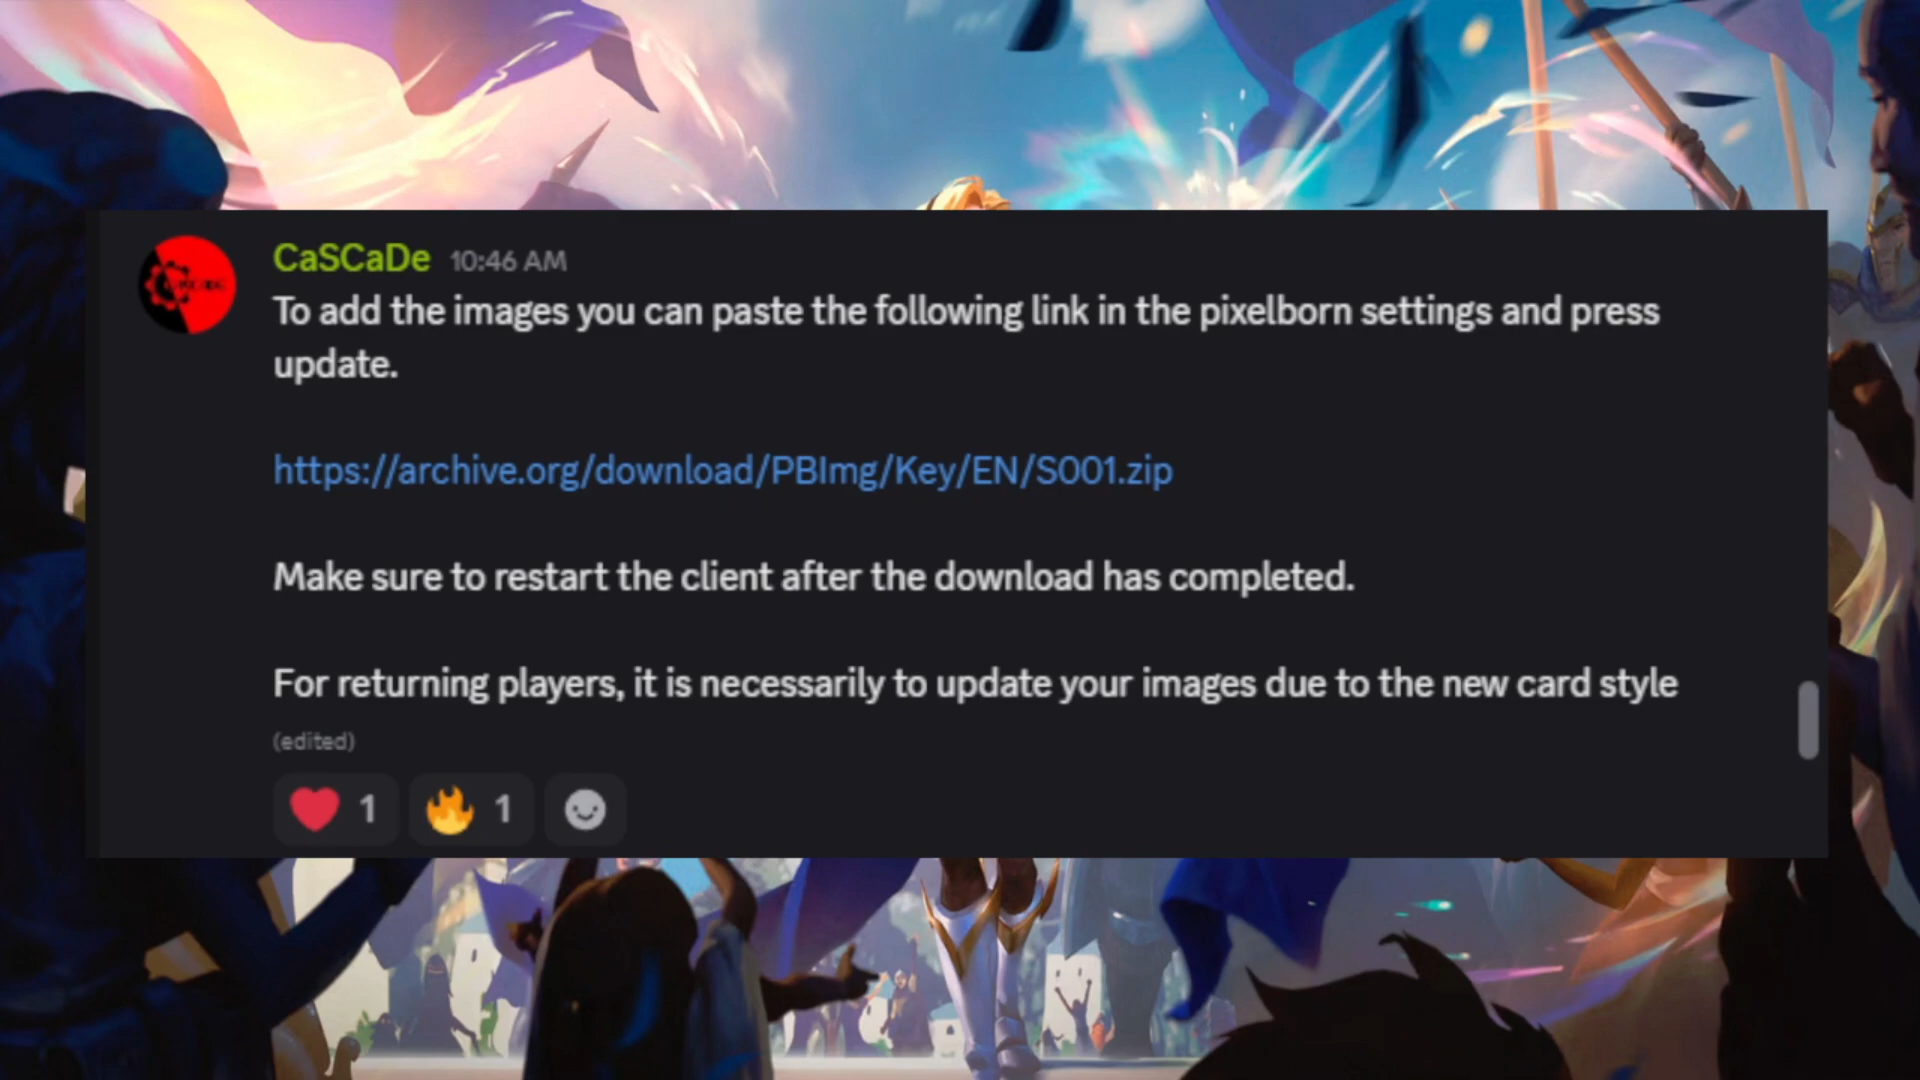 CaSCaDe 10:46 AM
To add the images you can paste the following link in the pixelborn settings and press
update.
https://archive.org/download/PBImg/Key/EN/S001.zip
Make sure to restart the client after the download has completed.
For returning players, it is necessarily to update your images due to the new card style
(edited)
1 1